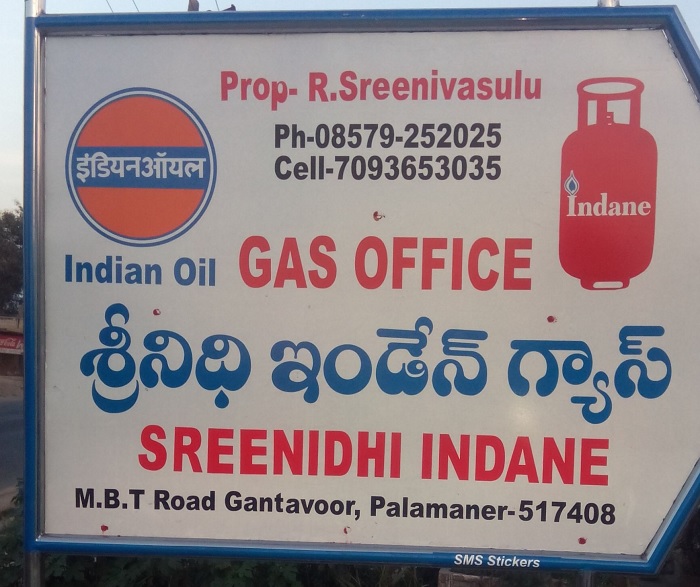 Prop- R.Sreenivasulu
Ph-08579-252025
Cell-7093653035
इंडियनऑयल
Indane
Indian Oil
GAS OFFICE
శ్రీనిధి ఇండేన్ గ్యాస్
SREENIDHI INDANE
M.B.T Road Gantavoor, Palamaner-517408
SMS Stickers